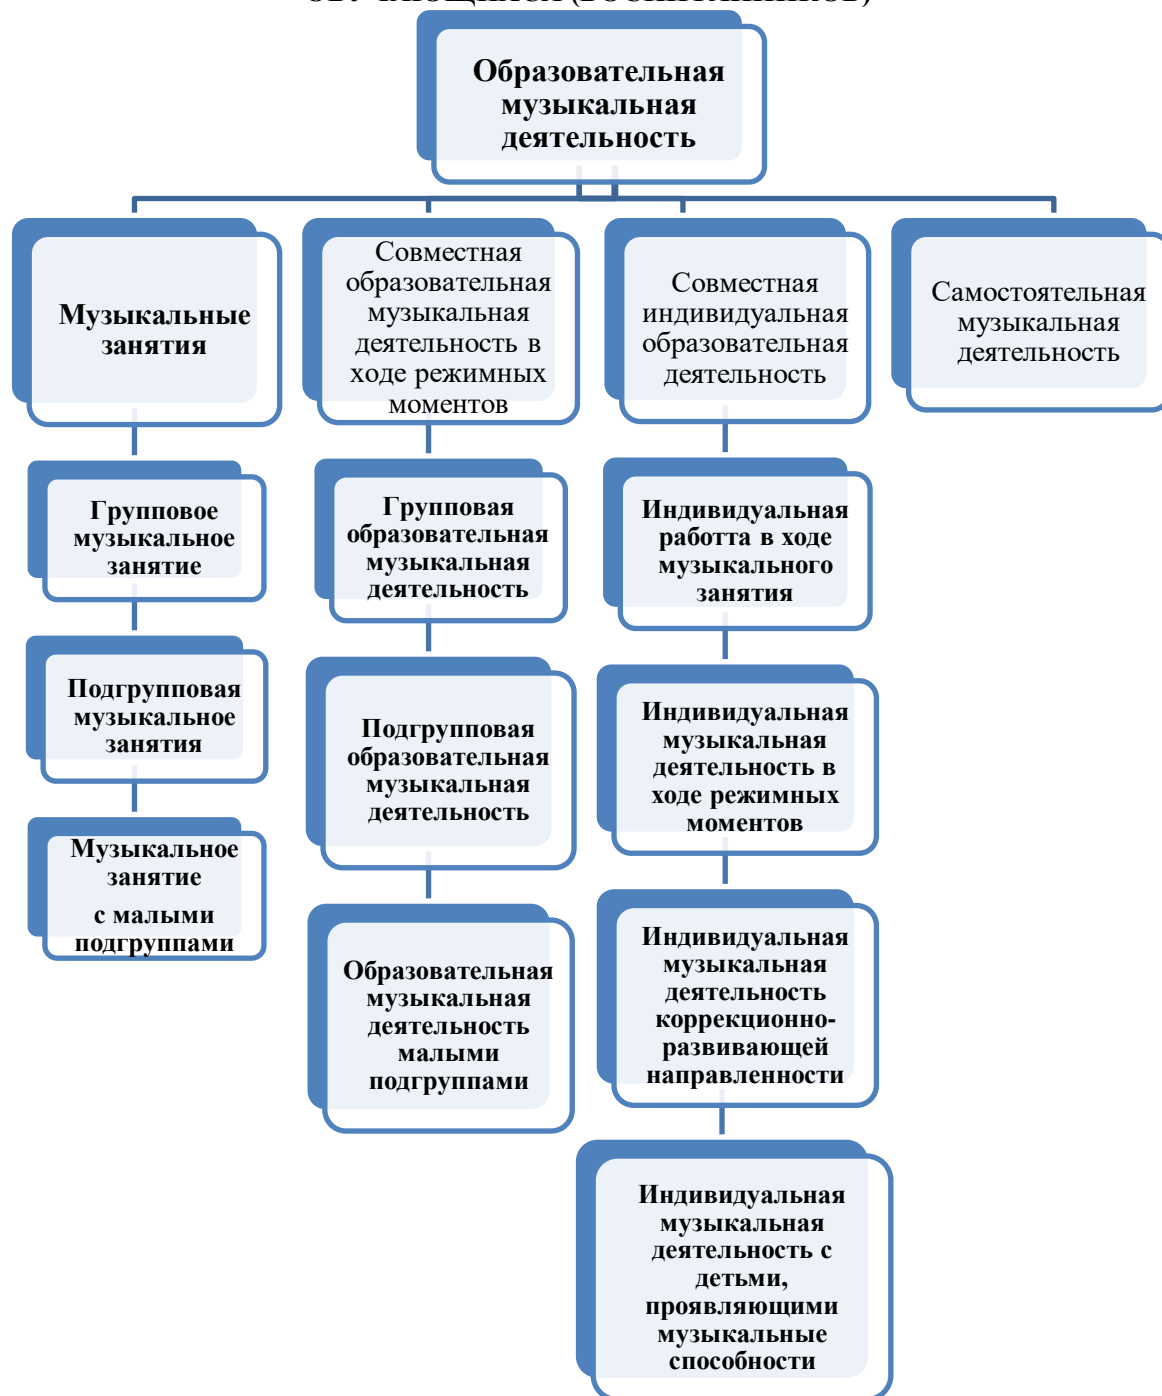 Образовательная
музыкальная
деятельность
Музыкальные
занятия
Совместная
образовательная
музыкальная
деятельность в
ходе режимных
моментов
Совместная
индивидуальная
образовательная
деятельность
Самостоятельная
музыкальная
деятельность
Групповое
музыкальное
занятие
Подгрупповая
музыкальное
занятия
Музыкальное
занятие
с малыми
подгруппами
Групповая
образовательная
музыкальная
деятельность
Подгрупповая
образовательная
музыкальная
деятельность
Образовательная
музыкальная
деятельность
малыми
подгруппами
Индивидуальная
работта в ходе
музыкального
занятия
Индивидуальная
музыкальная
деятельность в
ходе режимных
моментов
Индивидуальная
музыкальная
деятельность
коррекционно-
развивающей
направленности
Индивидуальная
музыкальная
деятельность с
детьми,
проявляющими
музыкальные
способности